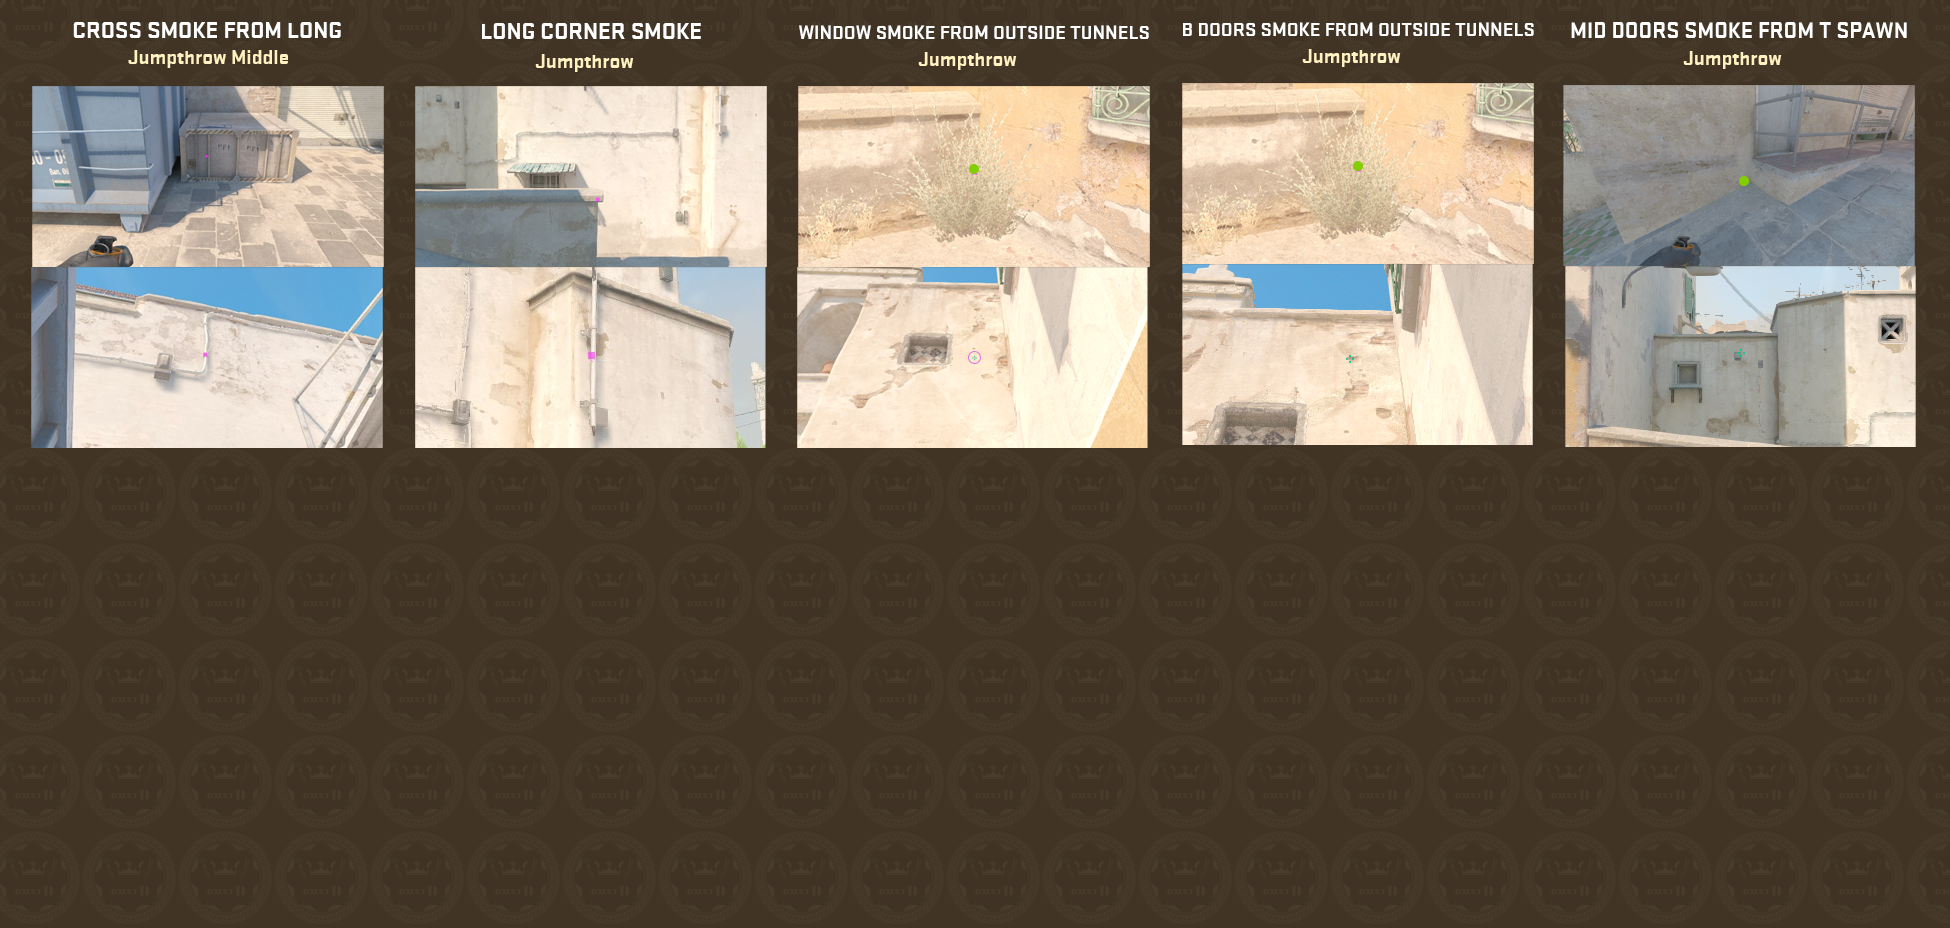 CROSS SMOKE FROM LONG
Jumpthrow Middle
LONG CORNER SMOKE
Jumpthrow
WINDOW SMOKE FROM OUTSIDE TUNNELS
Jumpthrow
B DOORS SMOKE FROM OUTSIDE TUNNELS
Jumpthrow
MID DOORS SMOKE FROM T SPAWN
Jumpthrow